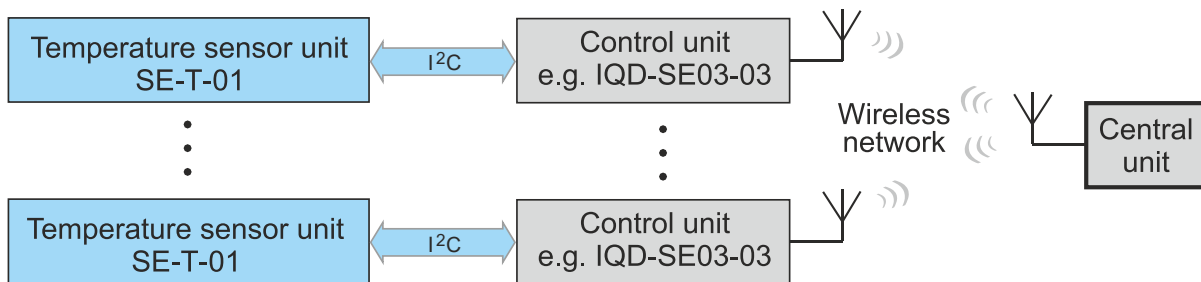 Temperature sensor unit
SE-T-01
I²C
Control unit
e.g. IQD-SE03-03
Wireless
network
Central
unit
Temperature sensor unit
SE-T-01
I²C
Control unit
e.g. IQD-SE03-03